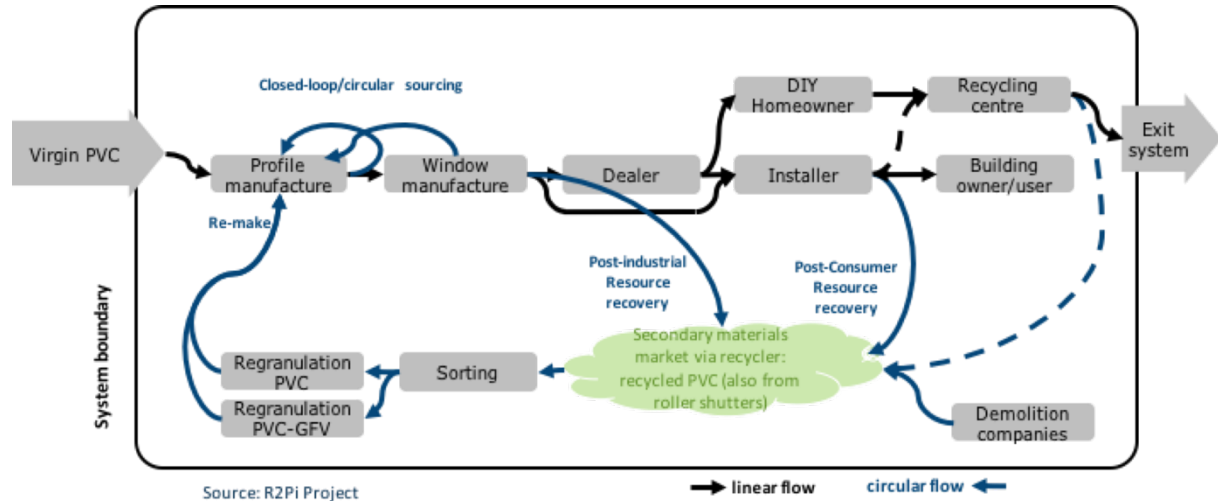 Closed-loop/circular sourcing
DIY
Homeowner
Recycling
centre
Virgin PVC
Exit
system
Profile
manufacture
Window
manufacture
Dealer
Installer
Building
owner/user
Re-make
Post-industrial
Resource
recovery
Post-Consumer
Resource
recovery
System boundary
Secondary materials
market via recycler:
recycled PVC (also from
roller shutters)
Regranulation
PVC
Sorting
Regranulation
PVC-GFV
Demolition
companies
Source: R2Pi Project
linear flow
circular flow